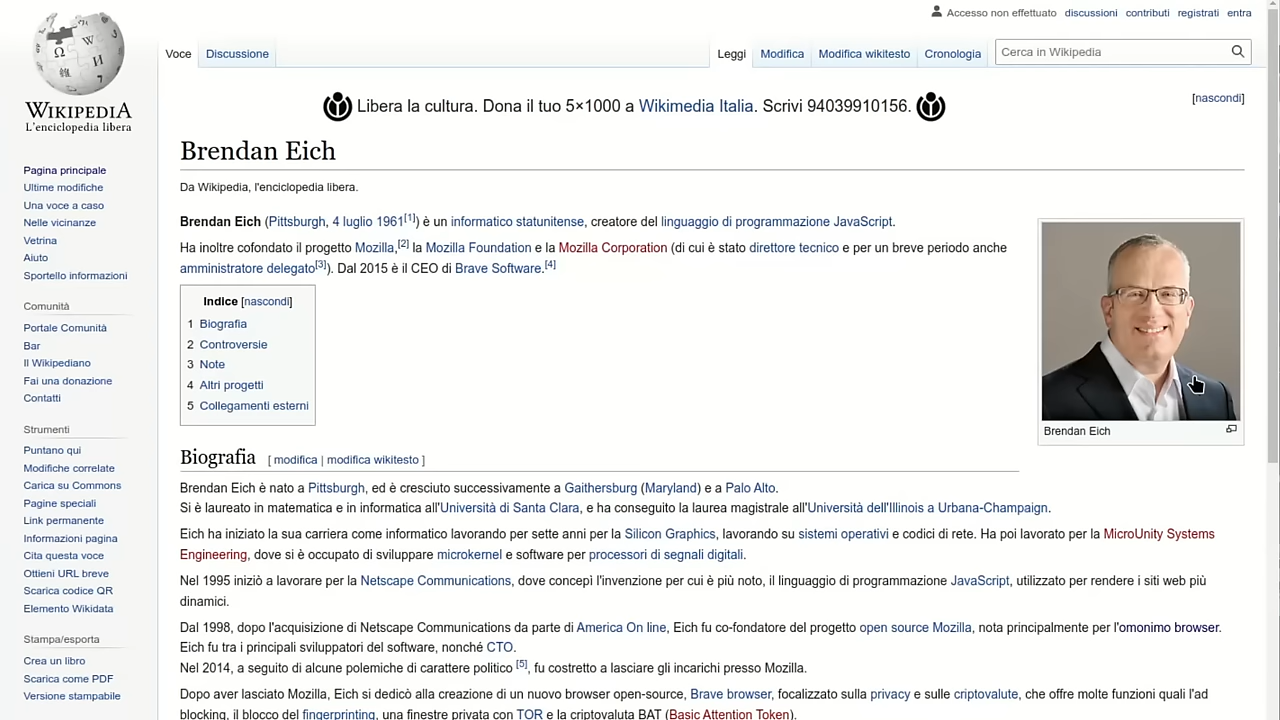 Accesso non effettuato discussioni contributi registrati entra
Voce Discussione Leggi Modifica Modifica wikitesto Cronologia Cerca in Wikipedia
WIKIPEDIA
L'enciclopedia libera
Libera la cultura. Dona il tuo 5×1000 a Wikimedia Italia. Scrivi 94039910156.
[nascondi]
Brendan Eich
Da Wikipedia, l'enciclopedia libera.
Brendan Eich (Pittsburgh, 4 luglio 1961[1]) è un informatico statunitense, creatore del linguaggio di programmazione JavaScript.
Ha inoltre cofondato il progetto Mozilla,[2] la Mozilla Foundation e la Mozilla Corporation (di cui è stato direttore tecnico e per un breve periodo anche
amministratore delegato[3]). Dal 2015 è il CEO di Brave Software.[4]
Indice [nascondi]
1 Biografia
2 Controversie
3 Note
4 Altri progetti
5 Collegamenti esterni
Brendan Eich
Biografia [ modifica | modifica wikitesto ]
Brendan Eich è nato a Pittsburgh, ed è cresciuto successivamente a Gaithersburg (Maryland) e a Palo Alto.
Si è laureato in matematica e in informatica all'Università di Santa Clara, e ha conseguito la laurea magistrale all'Università dell'Illinois a Urbana-Champaign.
Eich ha iniziato la sua carriera come informatico lavorando per sette anni per la Silicon Graphics, lavorando su sistemi operativi e codici di rete. Ha poi lavorato per la MicroUnity Systems
Engineering, dove si è occupato di sviluppare microkernel e software per processori di segnali digitali.
Nel 1995 iniziò a lavorare per la Netscape Communications, dove concepì l'invenzione per cui è più noto, il linguaggio di programmazione JavaScript, utilizzato per rendere i siti web più
dinamici.
Dal 1998, dopo l'acquisizione di Netscape Communications da parte di America On line, Eich fu co-fondatore del progetto open source Mozilla, nota principalmente per l'omonimo browser.
Eich fu tra i principali sviluppatori del software, nonché CTO.
Nel 2014, a seguito di alcune polemiche di carattere politico [5], fu costretto a lasciare gli incarichi presso Mozilla.
Dopo aver lasciato Mozilla, Eich si dedicò alla creazione di un nuovo browser open-source, Brave browser, focalizzato sulla privacy e sulle criptovalute, che offre molte funzioni quali l'ad
blocking, il blocco del fingerprinting, una finestre privata con TOR e la criptovaluta BAT (Basic Attention Token).
Pagina principale
Ultime modifiche
Una voce a caso
Nelle vicinanze
Vetrina
Aiuto
Sportello informazioni
Comunità
Portale Comunità
Bar
Il Wikipediano
Fai una donazione
Contatti
Strumenti
Puntano qui
Modifiche correlate
Carica su Commons
Pagine speciali
Link permanente
Informazioni pagina
Cita questa voce
Ottieni URL breve
Scarica codice QR
Elemento Wikidata
Stampa/esporta
Crea un libro
Scarica come PDF
Versione stampabile